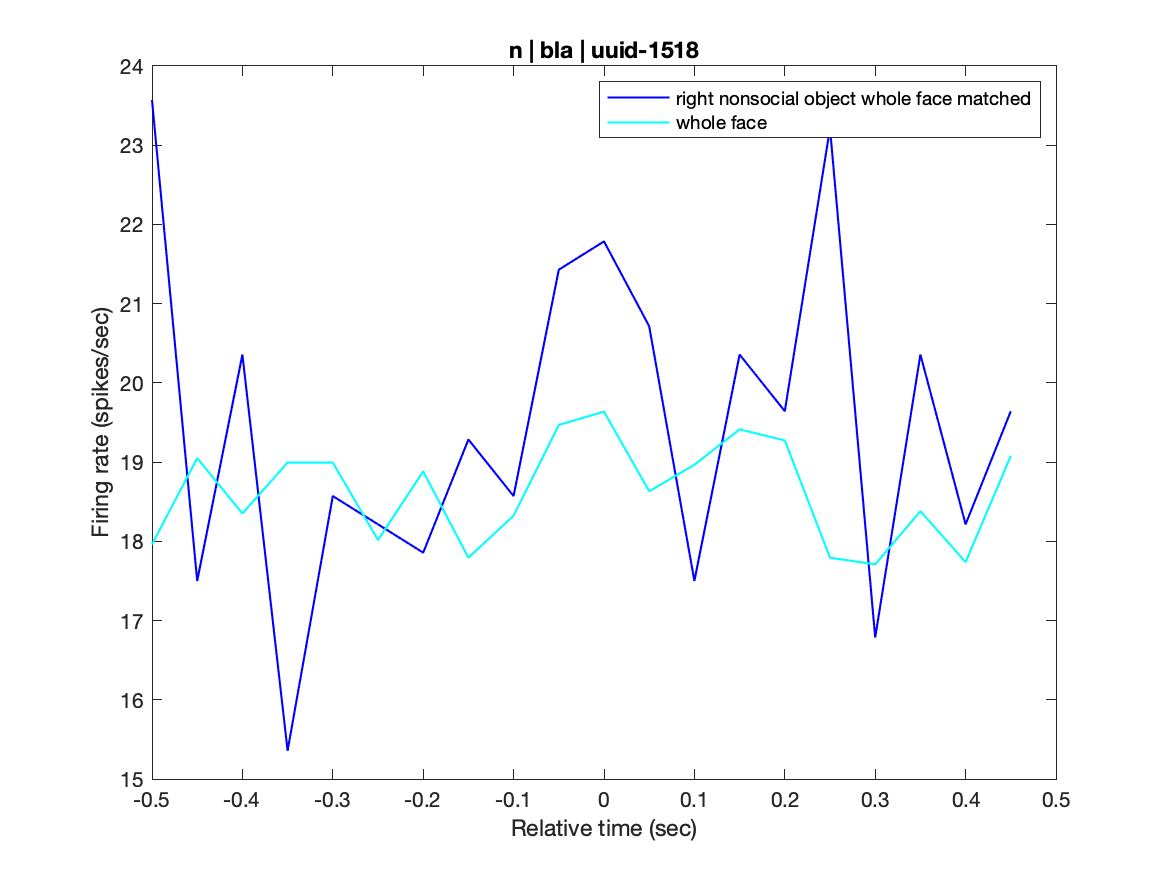 n | bla | uuid-1518
right nonsocial object whole face matched
whole face
24
23
22
21
20
19
18
17
16
15
Firing rate (spikes/sec)
-0.5 -0.4 -0.3 -0.2 -0.1 0 0.1 0.2 0.3 0.4 0.5
Relative time (sec)